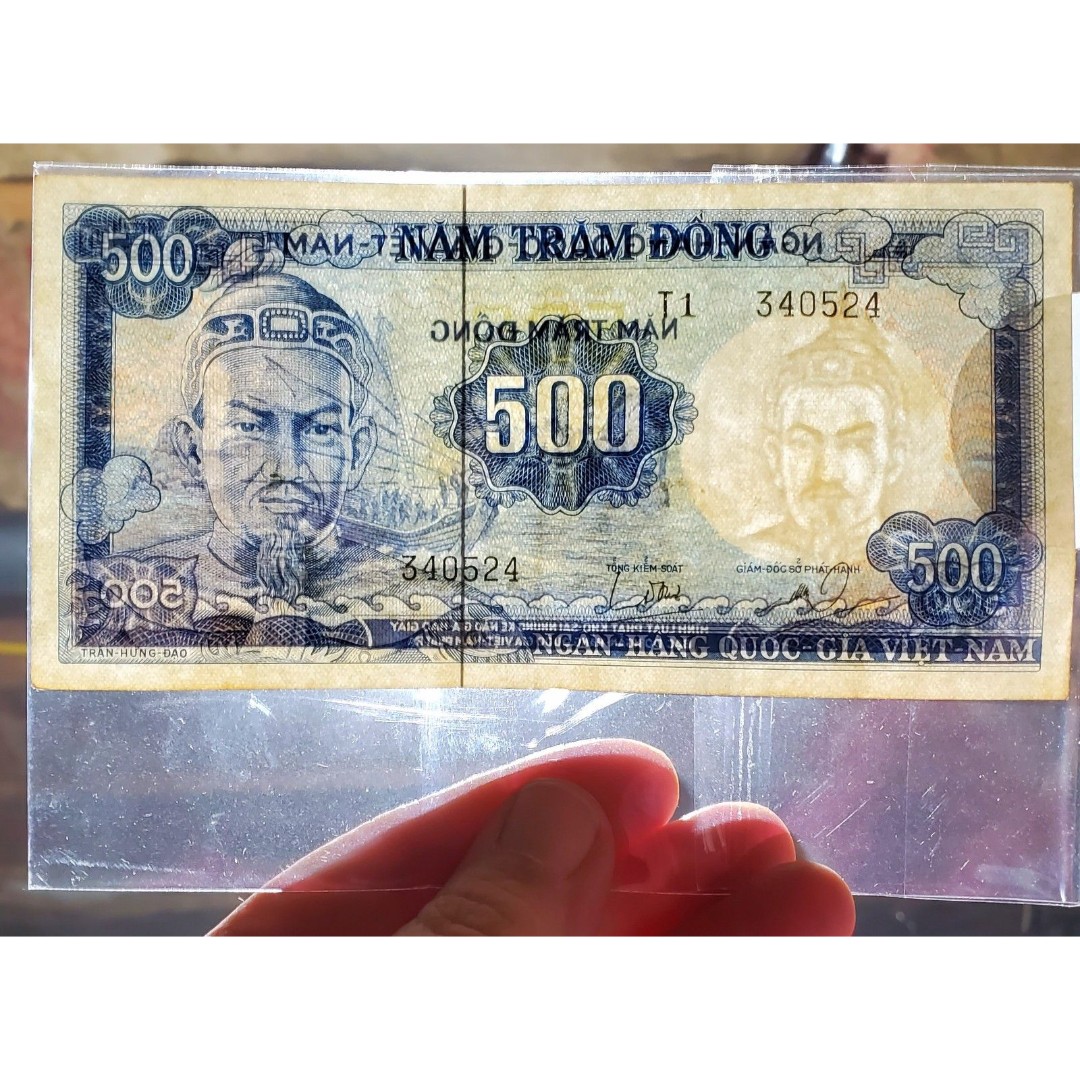 500
NĂM TRĂM ĐỒNG
T1 340524
NĂM TRĂM ĐỒNG
500
340524
TỔNG KIỂM-SOÁT
GIÁM-ĐỐC SỞ PHÁT-HÀNH
500
500
NGÂN-HÀNG QUỐC-GIA VIỆT-NAM
TRẦN-HƯNG-ĐẠO